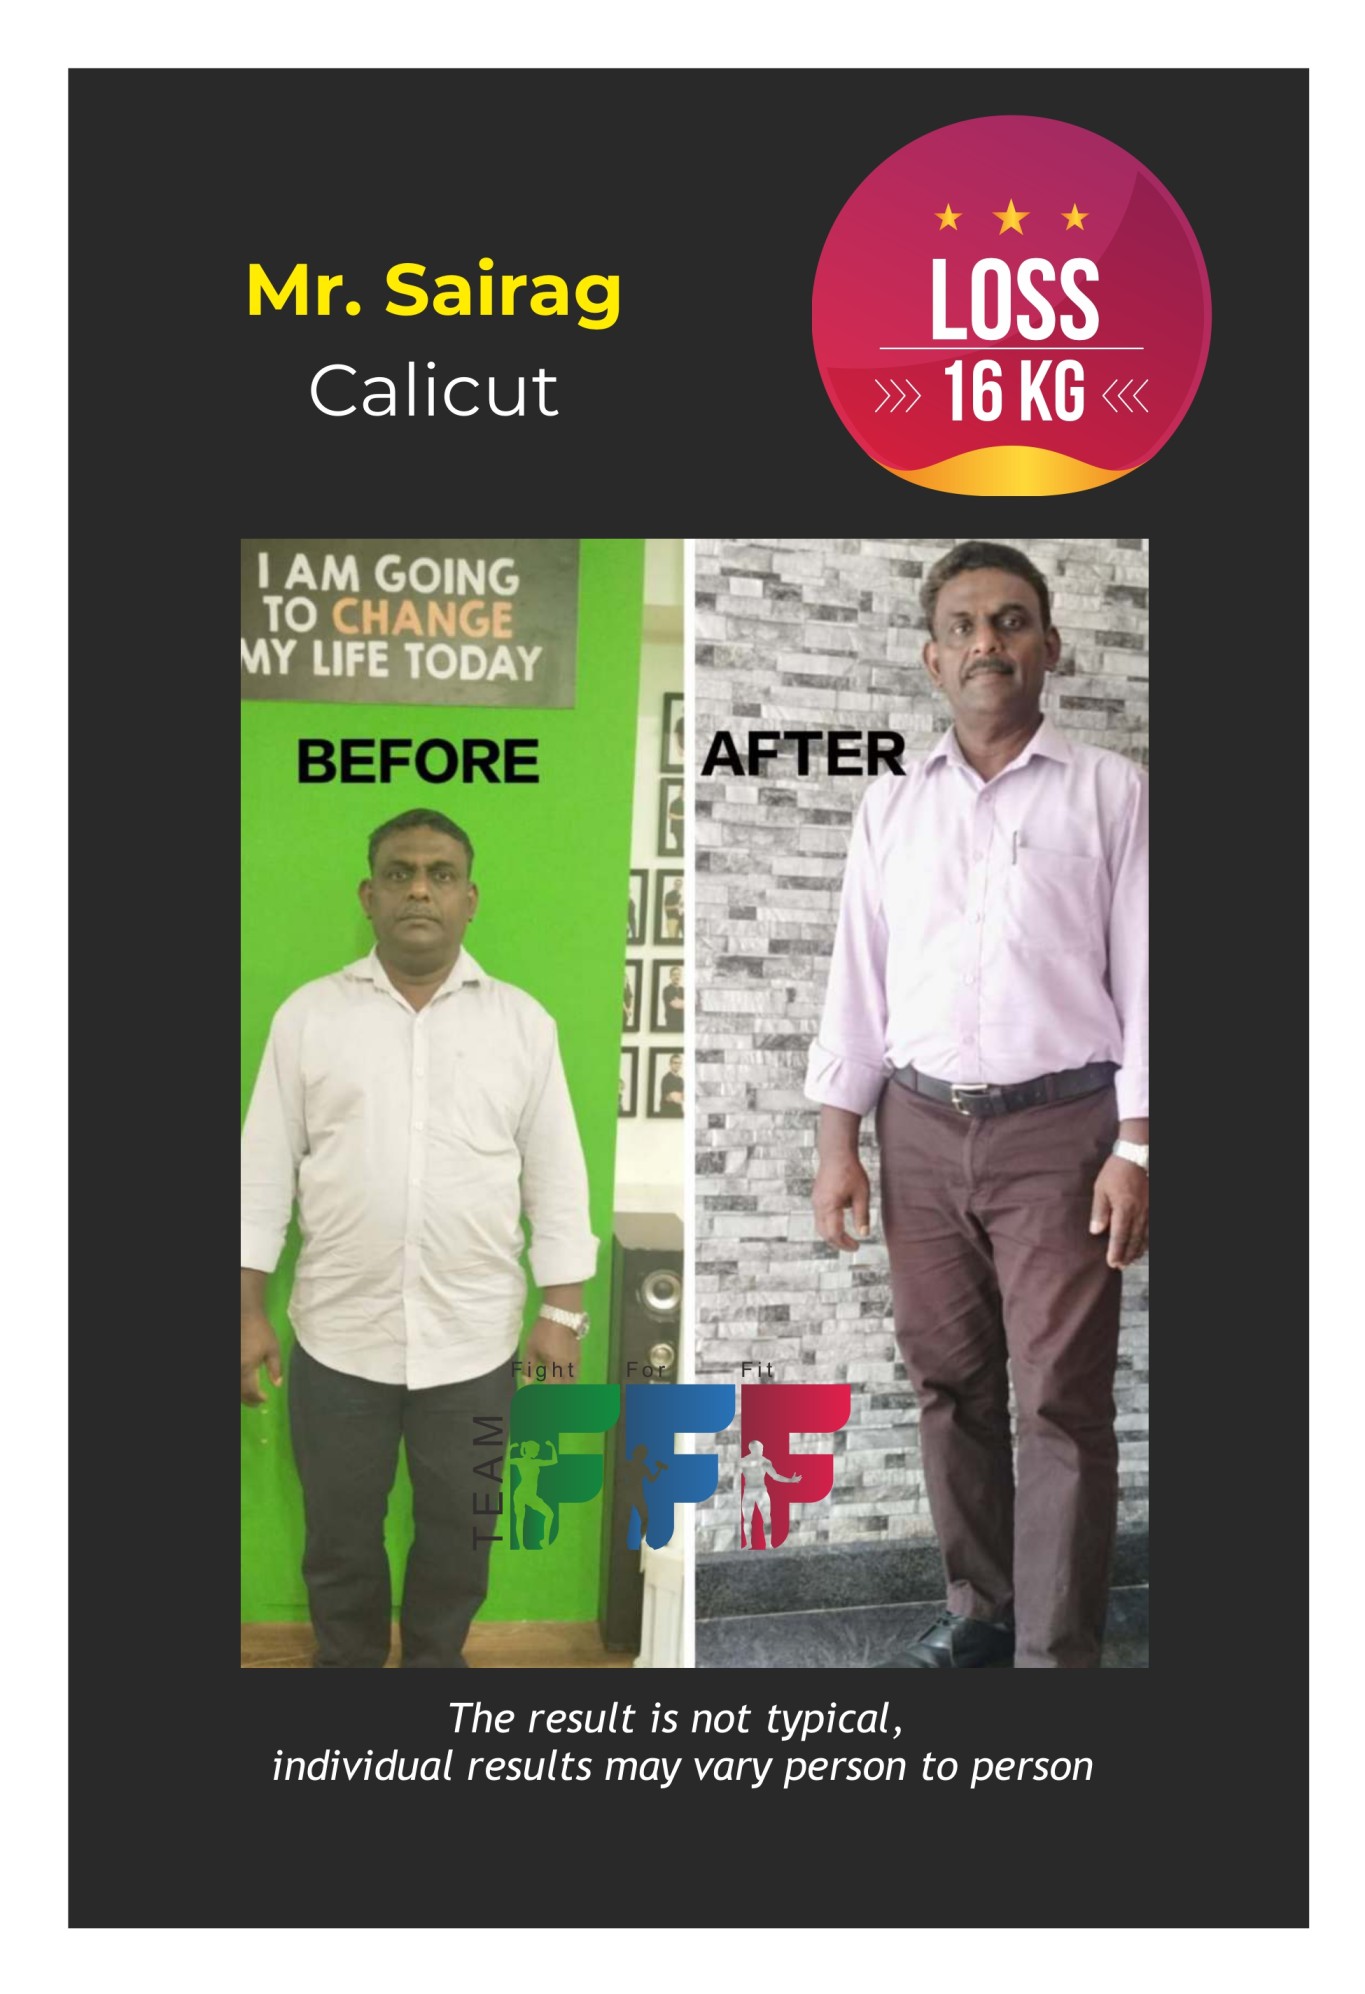 Mr. Sairag
Calicut
LOSS
16 KG
I AM GOING
TO CHANGE
MY LIFE TODAY
BEFORE
AFTER
Fight For Fit
TEAM
FFF
The result is not typical,
individual results may vary person to person